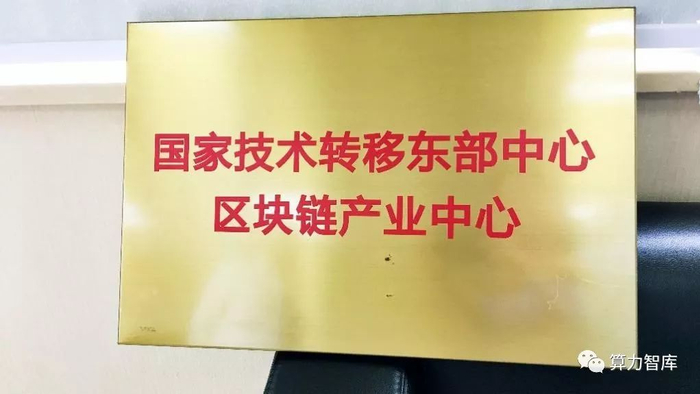 国家技术转移东部中心
区块链产业中心
算力智库